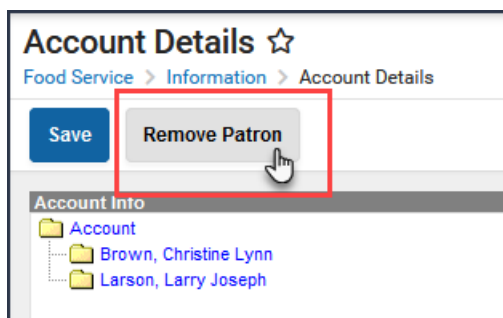 Account Details
Food Service > Information > Account Details
Save Remove Patron
Account Info
Account
Brown, Christine Lynn
Larson, Larry Joseph